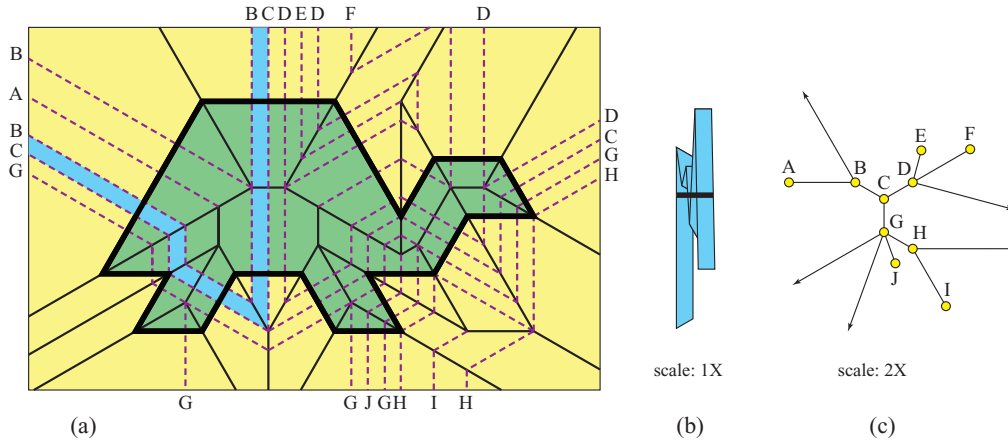 B C D E D F D
B
A
B
C
G
D
C
G
H
G G J G H I H
A B C D E F G H J I
scale: 1X scale: 2X
(a) (b) (c)